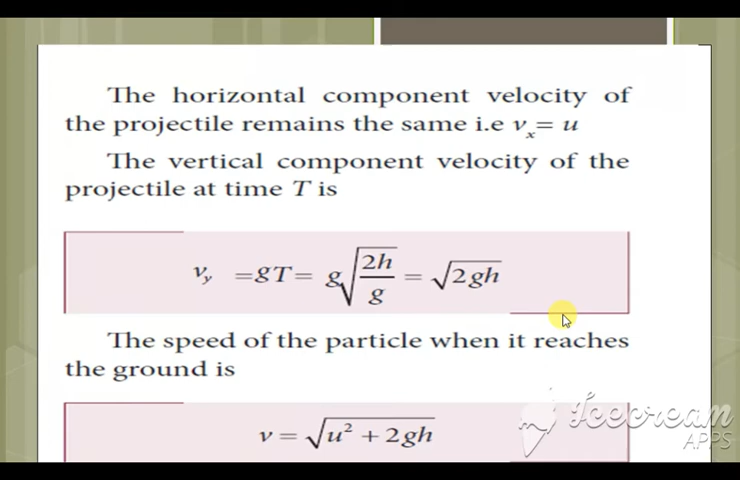 The horizontal component velocity of
the projectile remains the same i.e vₓ= u
The vertical component velocity of the
projectile at time T is
v_y =gT= g√(2h/g) = √(2gh)
The speed of the particle when it reaches
the ground is
v = √(u² + 2gh)
Icecream
APPS